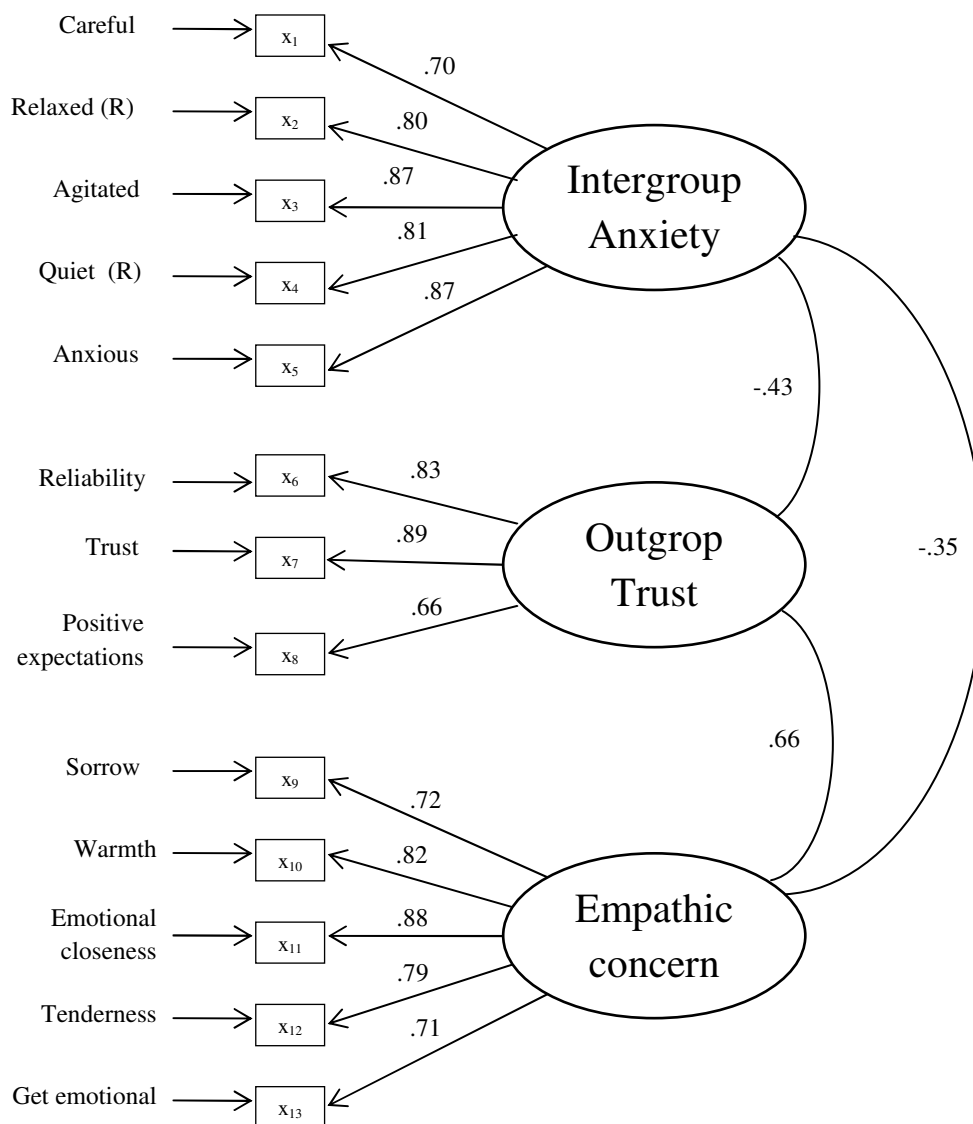 Careful
x₁
.70
Relaxed (R)
x₂
.80
Intergroup
Anxiety
Agitated
x₃
.87
Quiet (R)
x₄
.81
Anxious
x₅
.87
-.43
Reliability
x₆
.83
Trust
x₇
.89
Outgrop
Trust
-.35
Positive
expectations
x₈
.66
.66
Sorrow
x₉
.72
Warmth
x₁₀
.82
Emotional
closeness
x₁₁
.88
Empathic
concern
Tenderness
x₁₂
.79
Get emotional
x₁₃
.71